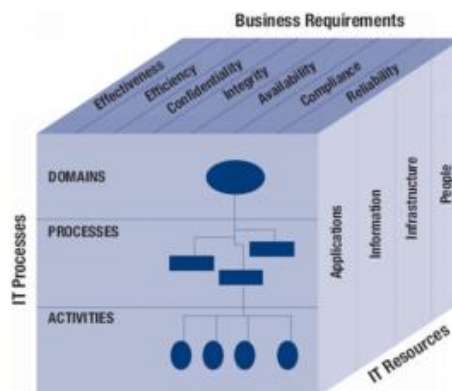 Business Requirements
Effectiveness
Efficiency
Confidentiality
Integrity
Availability
Compliance
Reliability
IT Processes
DOMAINS
PROCESSES
ACTIVITIES
Applications
Information
Infrastructure
People
IT Resources